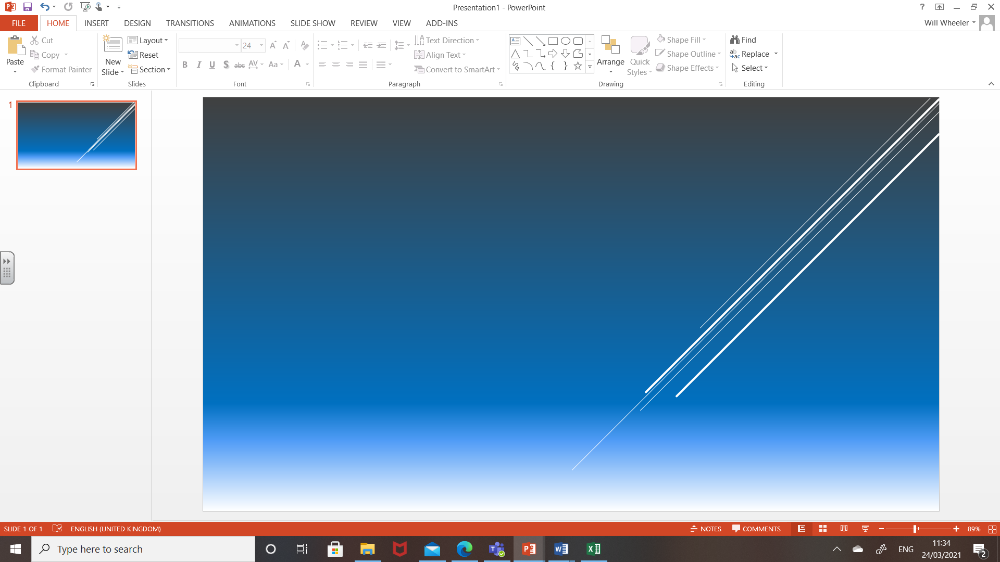 Presentation1 - PowerPoint
FILE HOME INSERT DESIGN TRANSITIONS ANIMATIONS SLIDE SHOW REVIEW VIEW ADD-INS Will Wheeler
Paste
Cut
Copy
Format Painter
Clipboard
New
Slide
Layout
Reset
Section
Slides
24
B I U S abc AV Aa A
Font
Text Direction
Align Text
Convert to SmartArt
Paragraph
Arrange
Quick
Styles
Shape Fill
Shape Outline
Shape Effects
Drawing
Find
Replace
Select
Editing
1
SLIDE 1 OF 1 ENGLISH (UNITED KINGDOM) NOTES COMMENTS 89%
Type here to search
ENG
11:34
24/03/2021
2